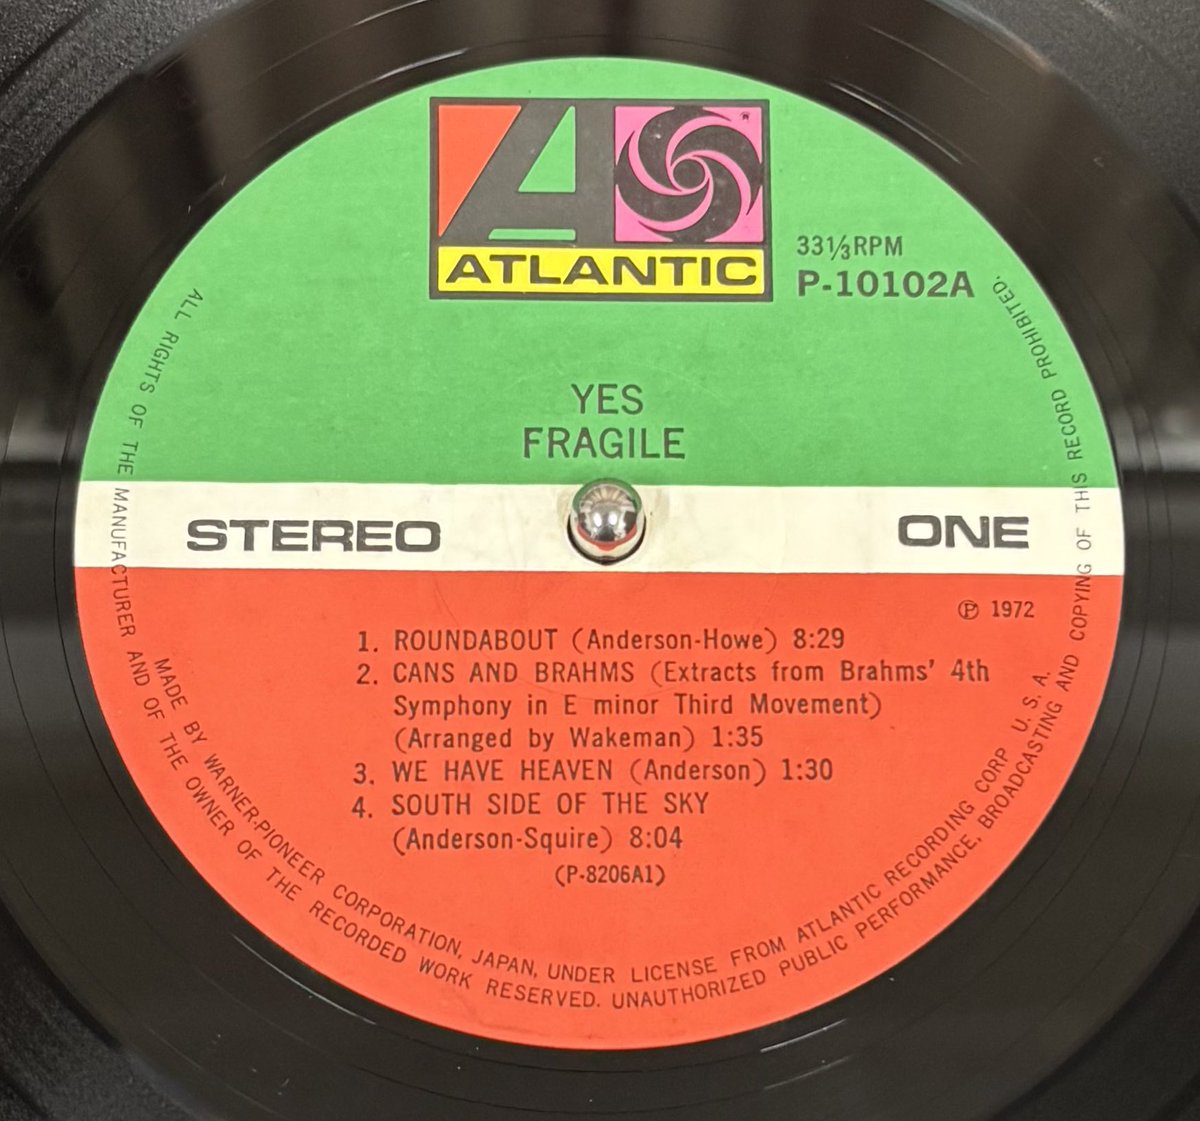 ATLANTIC
33⅓RPM
P-10102A
YES
FRAGILE
STEREO
ONE
Ⓟ 1972
1. ROUNDABOUT (Anderson-Howe) 8:29
2. CANS AND BRAHMS (Extracts from Brahms' 4th
Symphony in E minor Third Movement)
(Arranged by Wakeman) 1:35
3. WE HAVE HEAVEN (Anderson) 1:30
4. SOUTH SIDE OF THE SKY
(Anderson-Squire) 8:04
(P-8206A1)
MADE BY WARNER-PIONEER CORPORATION, JAPAN, UNDER LICENSE FROM ATLANTIC RECORDING CORP U. S. A.
ALL RIGHTS OF THE MANUFACTURER AND OF THE OWNER OF THE RECORDED WORK RESERVED. UNAUTHORIZED PUBLIC PERFORMANCE, BROADCASTING AND COPYING OF THIS RECORD PROHIBITED.